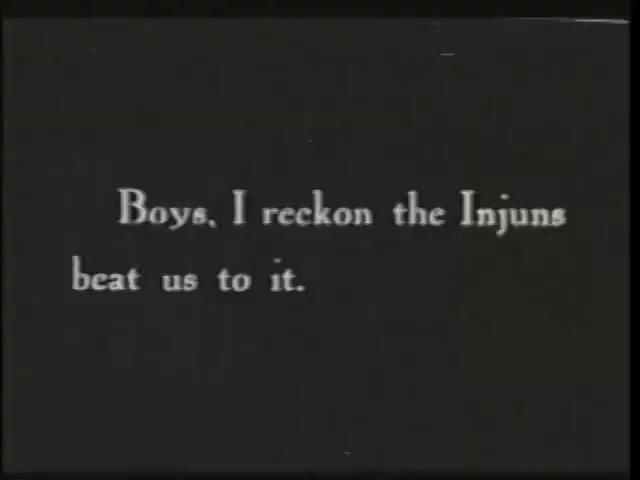 Boys, I reckon the Injuns
beat us to it.